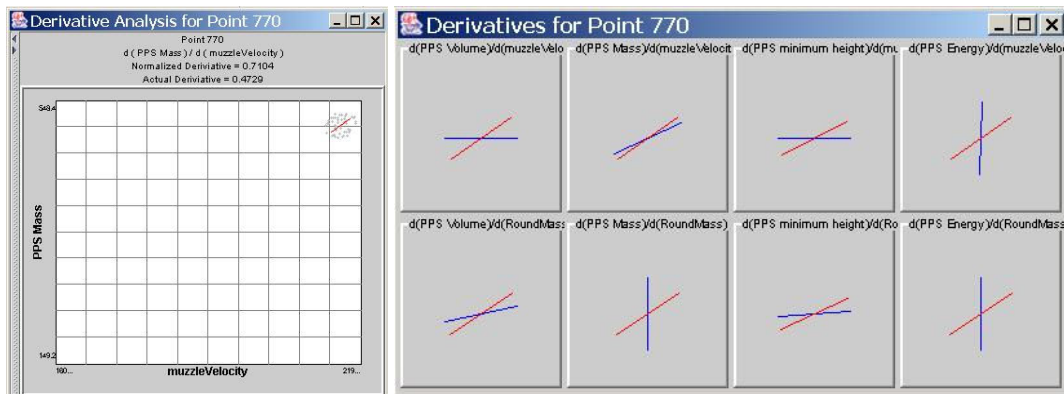 Derivative Analysis for Point 770
Point 770
d ( PPS Mass ) / d ( muzzleVelocity )
Normalized Deriviative = 0.7104
Actual Deriviative = 0.4729
548.4
PPS Mass
149.2
160...
muzzleVelocity
219...
Derivatives for Point 770
d(PPS Volume)/d(muzzleVelo
d(PPS Mass)/d(muzzleVelocit
d(PPS minimum height)/d(mu
d(PPS Energy)/d(muzzleVeloc
d(PPS Volume)/d(RoundMass
d(PPS Mass)/d(RoundMass)
d(PPS minimum height)/d(Ro
d(PPS Energy)/d(RoundMass